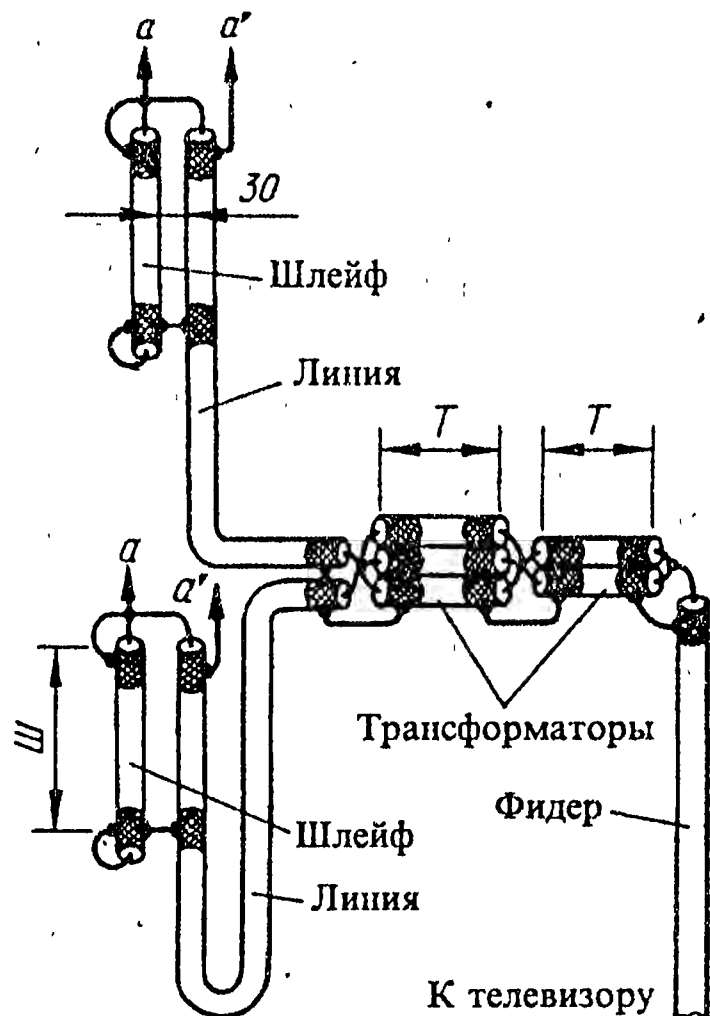 а а'
30
Шлейф
Линия
Т Т
а
а'
Трансформаторы
Ш
Фидер
Шлейф
Линия
К телевизору